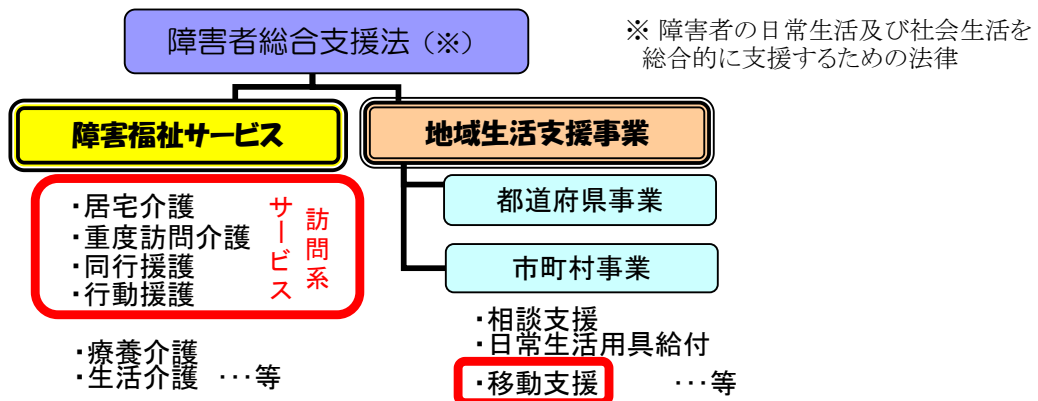 障害者総合支援法(※)
※ 障害者の日常生活及び社会生活を
総合的に支援するための法律
障害福祉サービス
地域生活支援事業
・居宅介護
・重度訪問介護
・同行援護
・行動援護
訪問系
サービス
・療養介護
・生活介護 …等
都道府県事業
市町村事業
・相談支援
・日常生活用具給付
・移動支援 …等